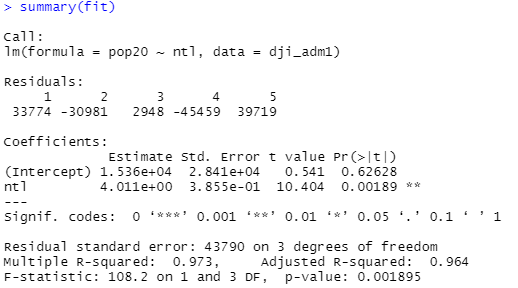 > summary(fit)
Call:
lm(formula = pop20 ~ ntl, data = dji_adm1)
Residuals:
1 2 3 4 5
33774 -30981 2948 -45459 39719
Coefficients:
Estimate Std. Error t value Pr(>|t|)
(Intercept) 1.536e+04 2.841e+04 0.541 0.62628
ntl 4.011e+00 3.855e-01 10.404 0.00189 **
---
Signif. codes: 0 ‘***’ 0.001 ‘**’ 0.01 ‘*’ 0.05 ‘.’ 0.1 ‘ ’ 1
Residual standard error: 43790 on 3 degrees of freedom
Multiple R-squared: 0.973, Adjusted R-squared: 0.964
F-statistic: 108.2 on 1 and 3 DF, p-value: 0.001895